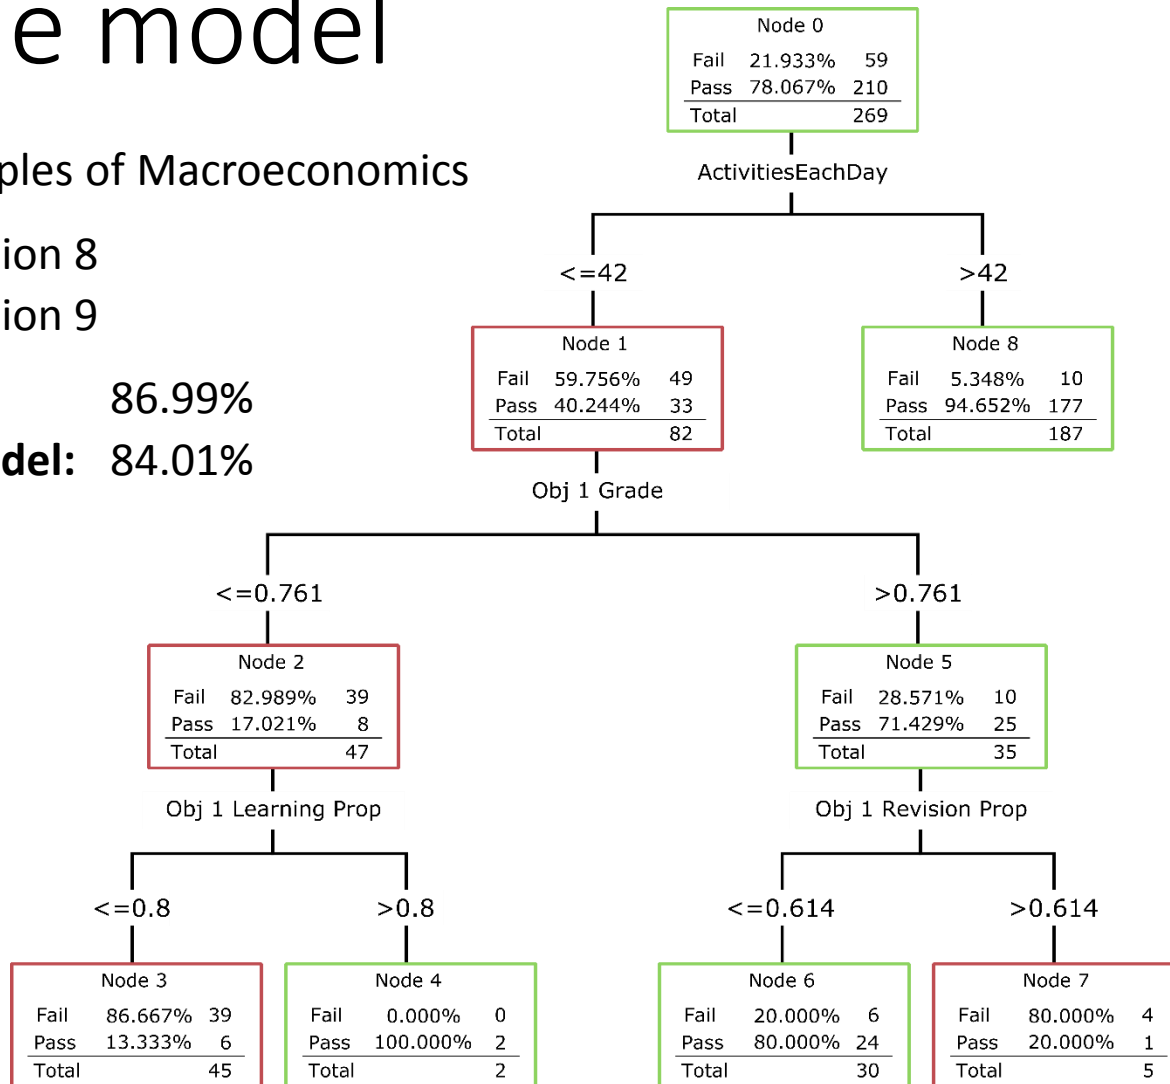 e model
ples of Macroeconomics
ion 8
ion 9
86.99%
del: 84.01%
Node 0
Fail 21.933% 59
Pass 78.067% 210
Total 269
ActivitiesEachDay
<=42
>42
Node 1
Fail 59.756% 49
Pass 40.244% 33
Total 82
Node 8
Fail 5.348% 10
Pass 94.652% 177
Total 187
Obj 1 Grade
<=0.761
>0.761
Node 2
Fail 82.989% 39
Pass 17.021% 8
Total 47
Node 5
Fail 28.571% 10
Pass 71.429% 25
Total 35
Obj 1 Learning Prop
Obj 1 Revision Prop
<=0.8
>0.8
<=0.614
>0.614
Node 3
Fail 86.667% 39
Pass 13.333% 6
Total 45
Node 4
Fail 0.000% 0
Pass 100.000% 2
Total 2
Node 6
Fail 20.000% 6
Pass 80.000% 24
Total 30
Node 7
Fail 80.000% 4
Pass 20.000% 1
Total 5